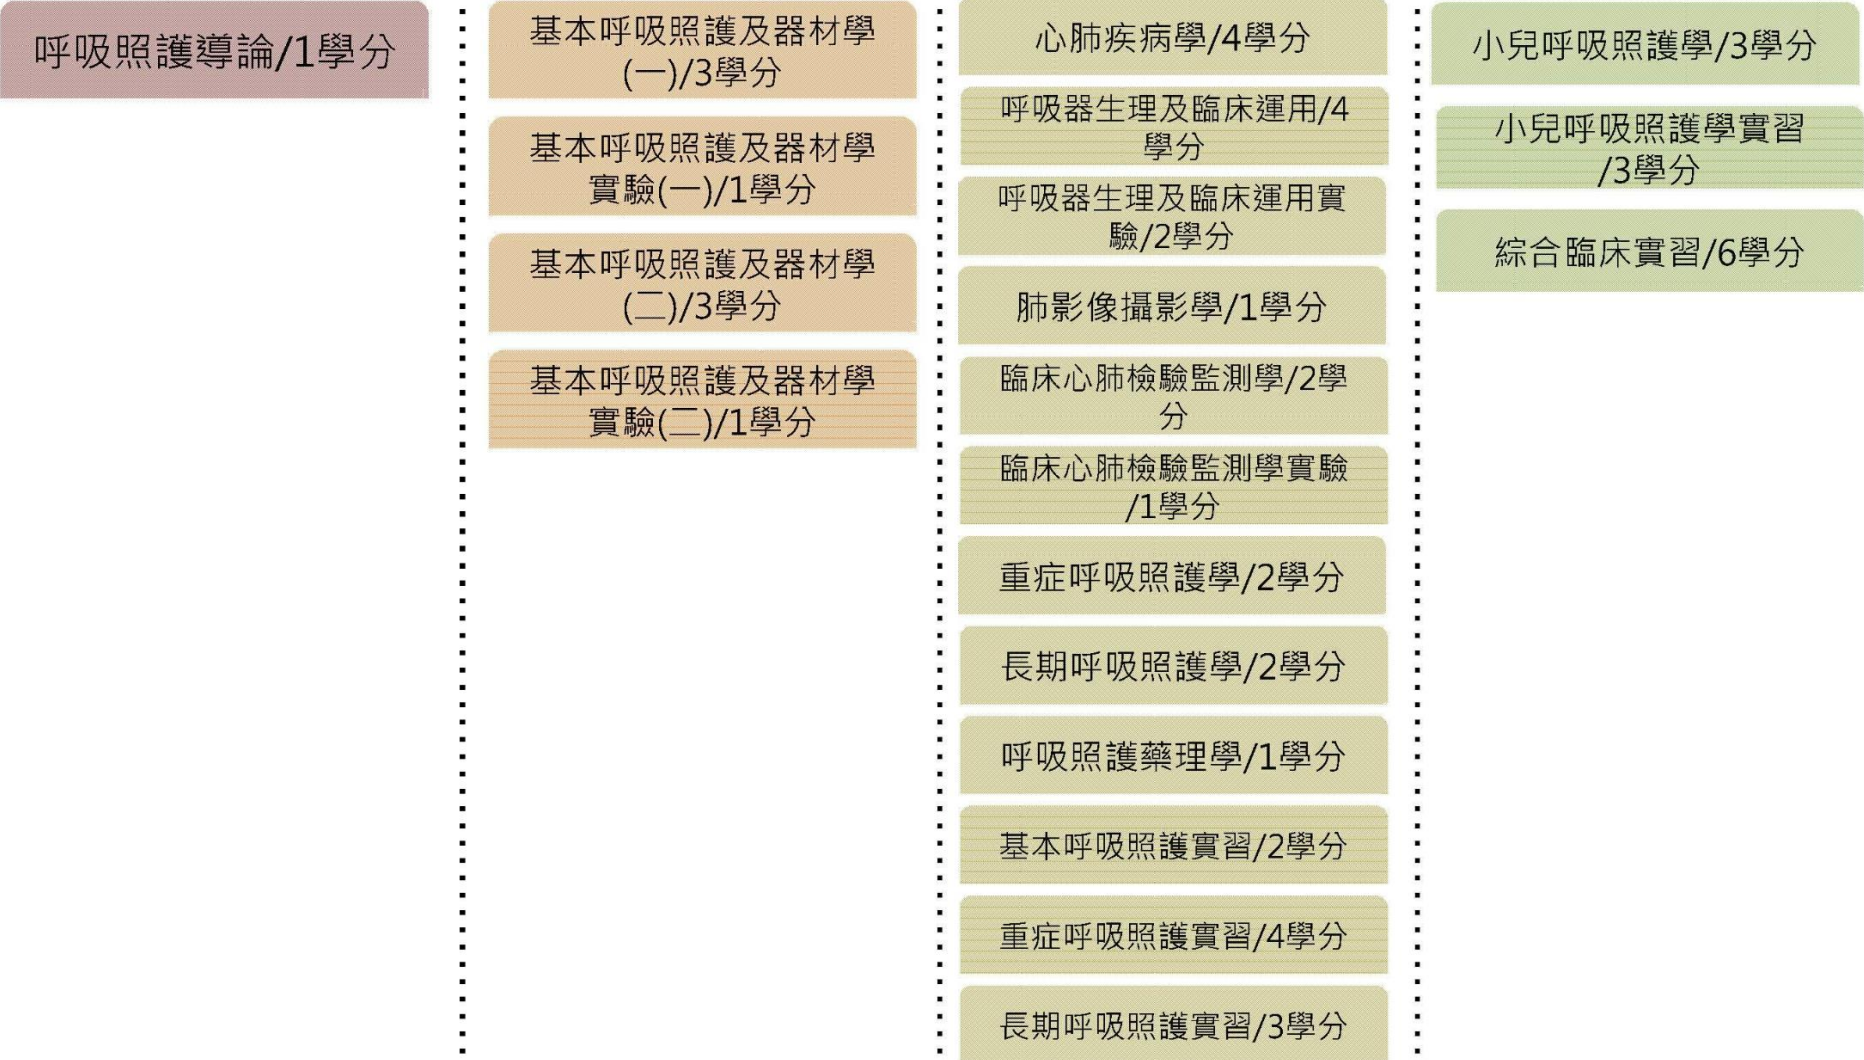 呼吸照護導論/1學分
基本呼吸照護及器材學
(一)/3學分
基本呼吸照護及器材學
實驗(一)/1學分
基本呼吸照護及器材學
(二)/3學分
基本呼吸照護及器材學
實驗(二)/1學分
心肺疾病學/4學分
呼吸器生理及臨床運用/4
學分
呼吸器生理及臨床運用實
驗/2學分
肺影像攝影學/1學分
臨床心肺檢驗監測學/2學
分
臨床心肺檢驗監測學實驗
/1學分
重症呼吸照護學/2學分
長期呼吸照護學/2學分
呼吸照護藥理學/1學分
基本呼吸照護實習/2學分
重症呼吸照護實習/4學分
長期呼吸照護實習/3學分
小兒呼吸照護學/3學分
小兒呼吸照護學實習
/3學分
綜合臨床實習/6學分